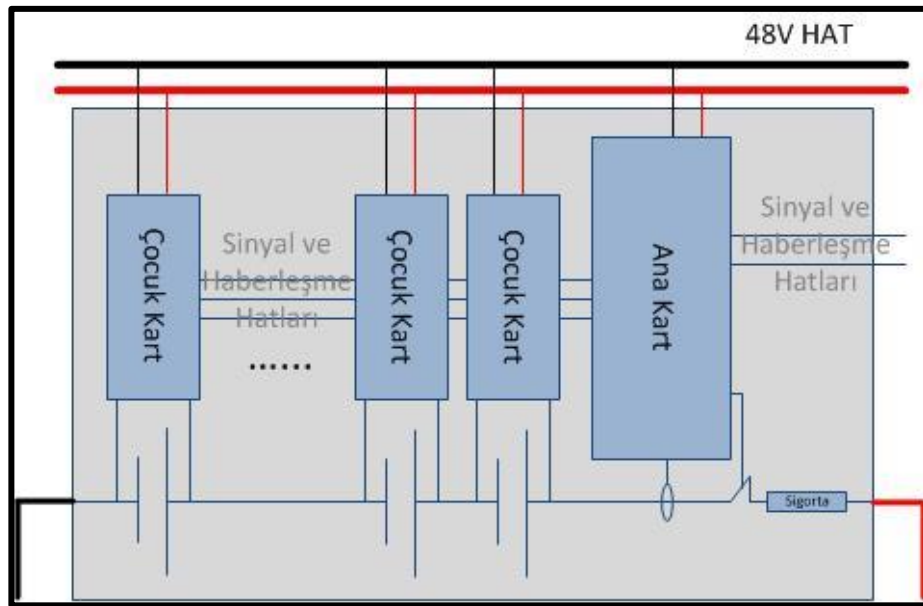 48V HAT
Çocuk Kart
Sinyal ve
Haberleşme
Hatları
......
Çocuk Kart
Çocuk Kart
Ana Kart
Sinyal ve
Haberleşme
Hatları
Sigorta